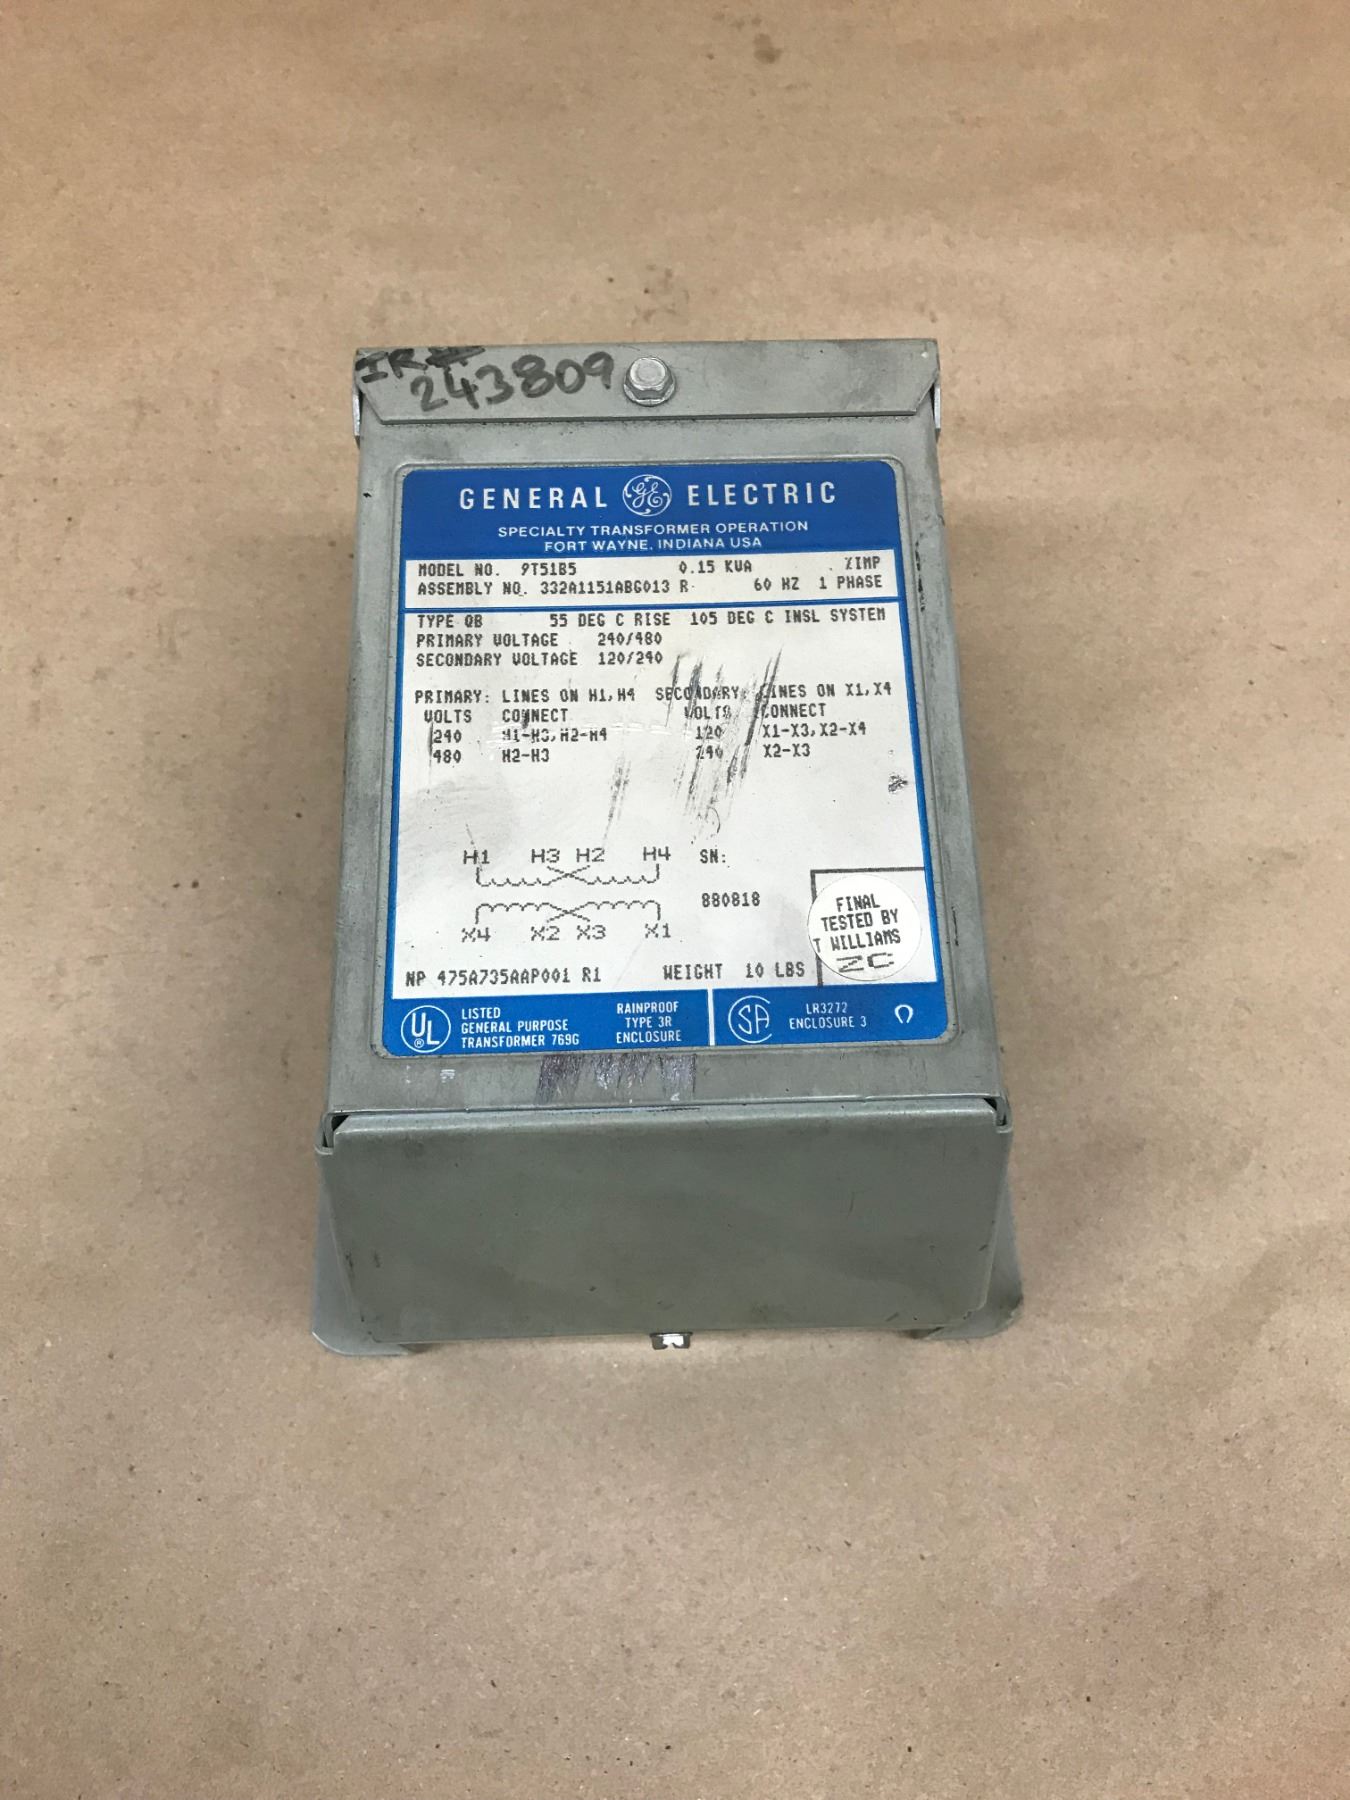 IR#
243809
GENERAL GE ELECTRIC
SPECIALTY TRANSFORMER OPERATION
FORT WAYNE, INDIANA USA
MODEL NO. 9T51B5 0.15 KVA . %IMP
ASSEMBLY NO. 332A1151ABG013 R 60 HZ 1 PHASE
TYPE QB 55 DEG C RISE 105 DEG C INSL SYSTEM
PRIMARY VOLTAGE 240/480
SECONDARY VOLTAGE 120/240
PRIMARY: LINES ON H1,H4 SECONDARY: LINES ON X1,X4
VOLTS CONNECT VOLTS CONNECT
240 H1-H3,H2-H4 120 X1-X3,X2-X4
480 H2-H3 240 X2-X3
H1 H3 H2 H4 SN:
880818
X4 X2 X3 X1
FINAL
TESTED BY
T WILLIAMS
ZC
NP 475A735AAP001 R1 WEIGHT 10 LBS
UL ® LISTED
GENERAL PURPOSE
TRANSFORMER 769G
RAINPROOF
TYPE 3R
ENCLOSURE
SA LR3272
ENCLOSURE 3